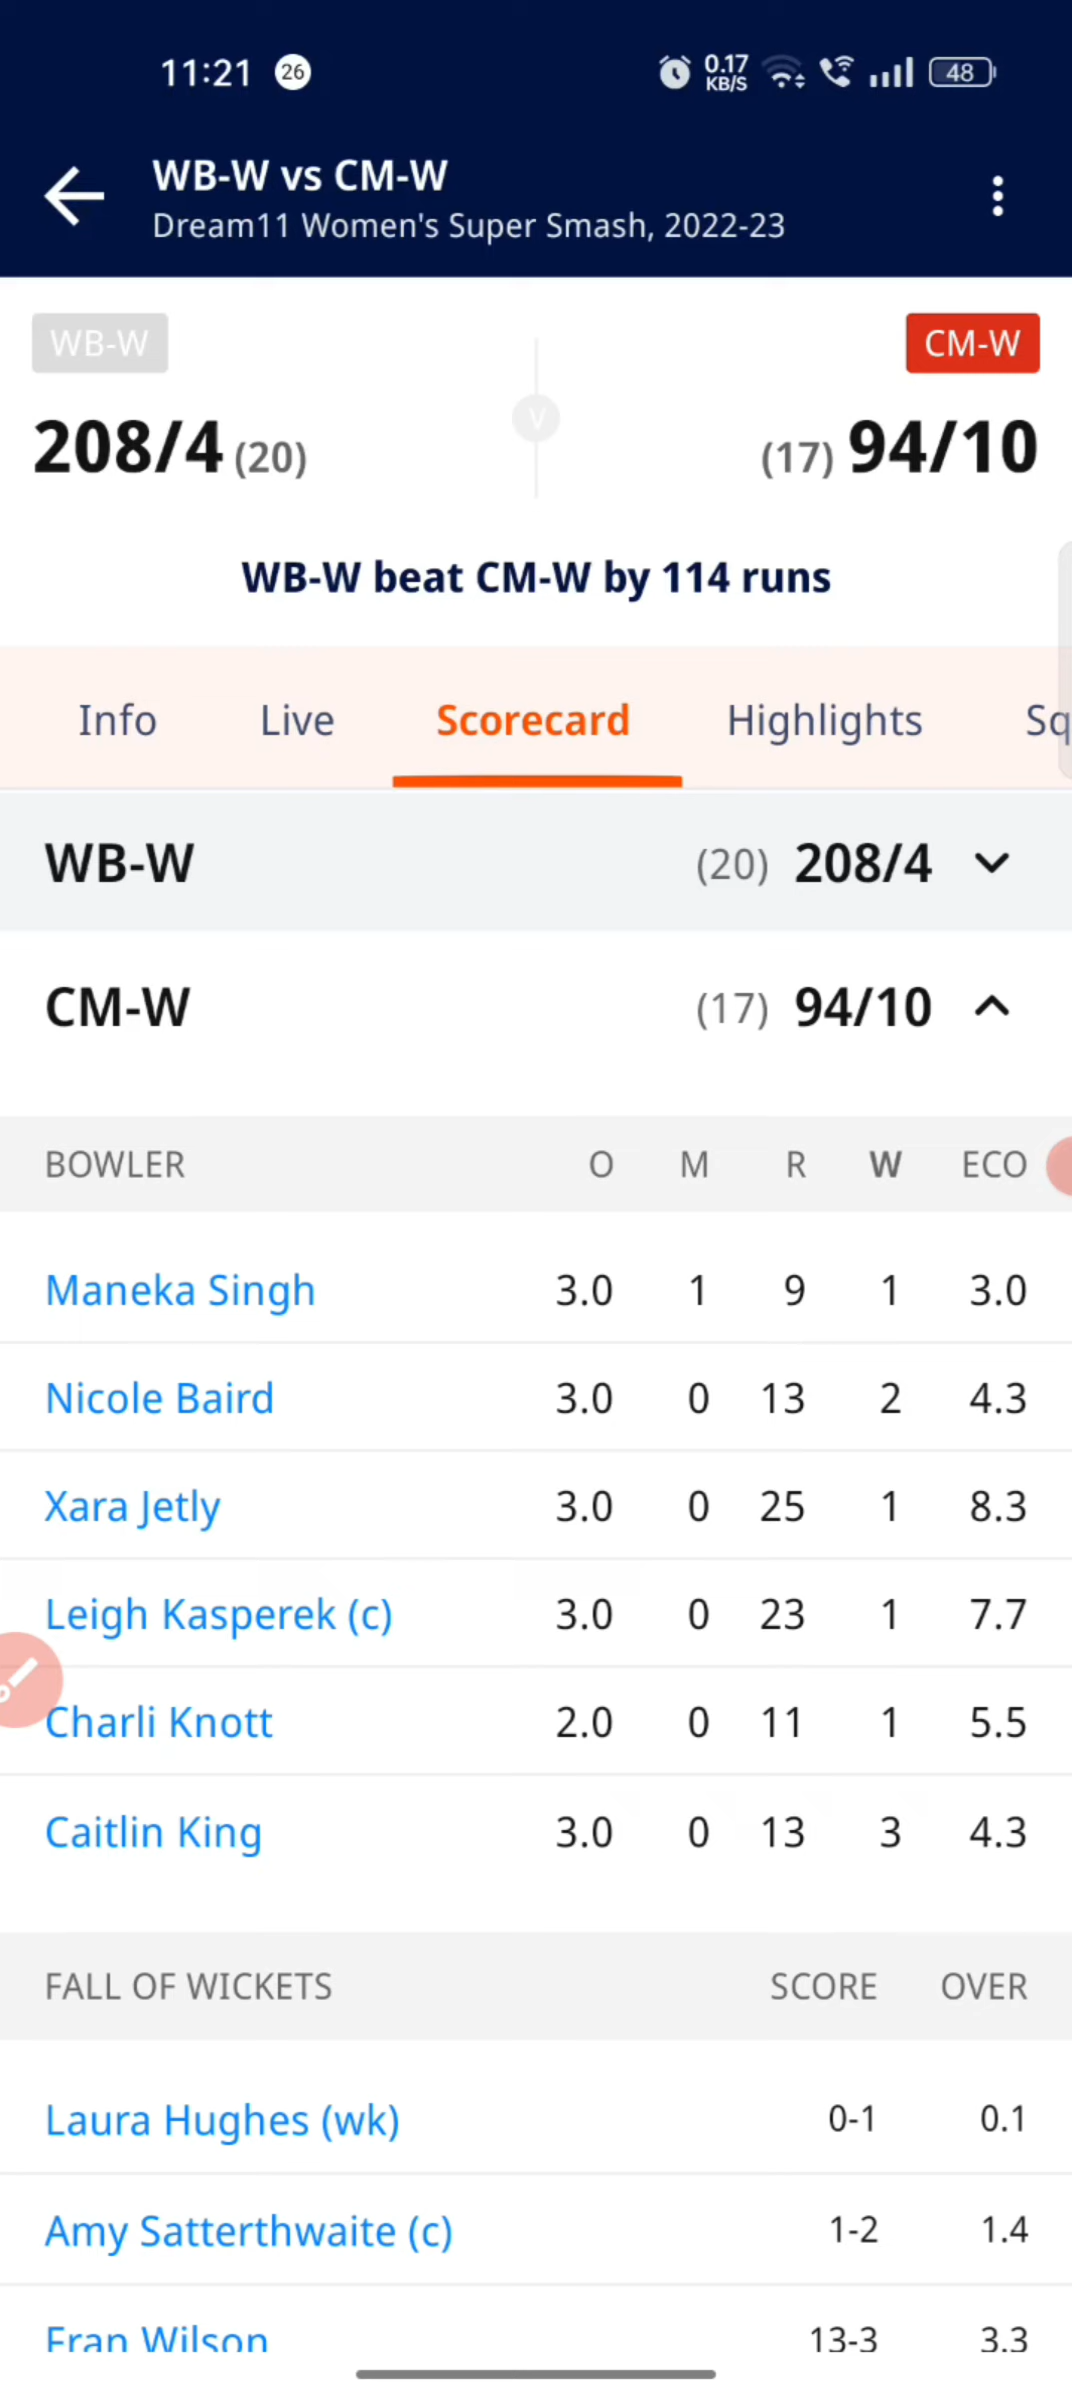 11:21 26 0.17 KB/S 48
WB-W vs CM-W
Dream11 Women's Super Smash, 2022-23
WB-W V CM-W
208/4 (20) (17) 94/10
WB-W beat CM-W by 114 runs
Info Live Scorecard Highlights Sq
WB-W (20) 208/4
CM-W (17) 94/10
BOWLER O M R W ECO
Maneka Singh 3.0 1 9 1 3.0
Nicole Baird 3.0 0 13 2 4.3
Xara Jetly 3.0 0 25 1 8.3
Leigh Kasperek (c) 3.0 0 23 1 7.7
Charli Knott 2.0 0 11 1 5.5
Caitlin King 3.0 0 13 3 4.3
FALL OF WICKETS SCORE OVER
Laura Hughes (wk) 0-1 0.1
Amy Satterthwaite (c) 1-2 1.4
Fran Wilson 13-3 3.3